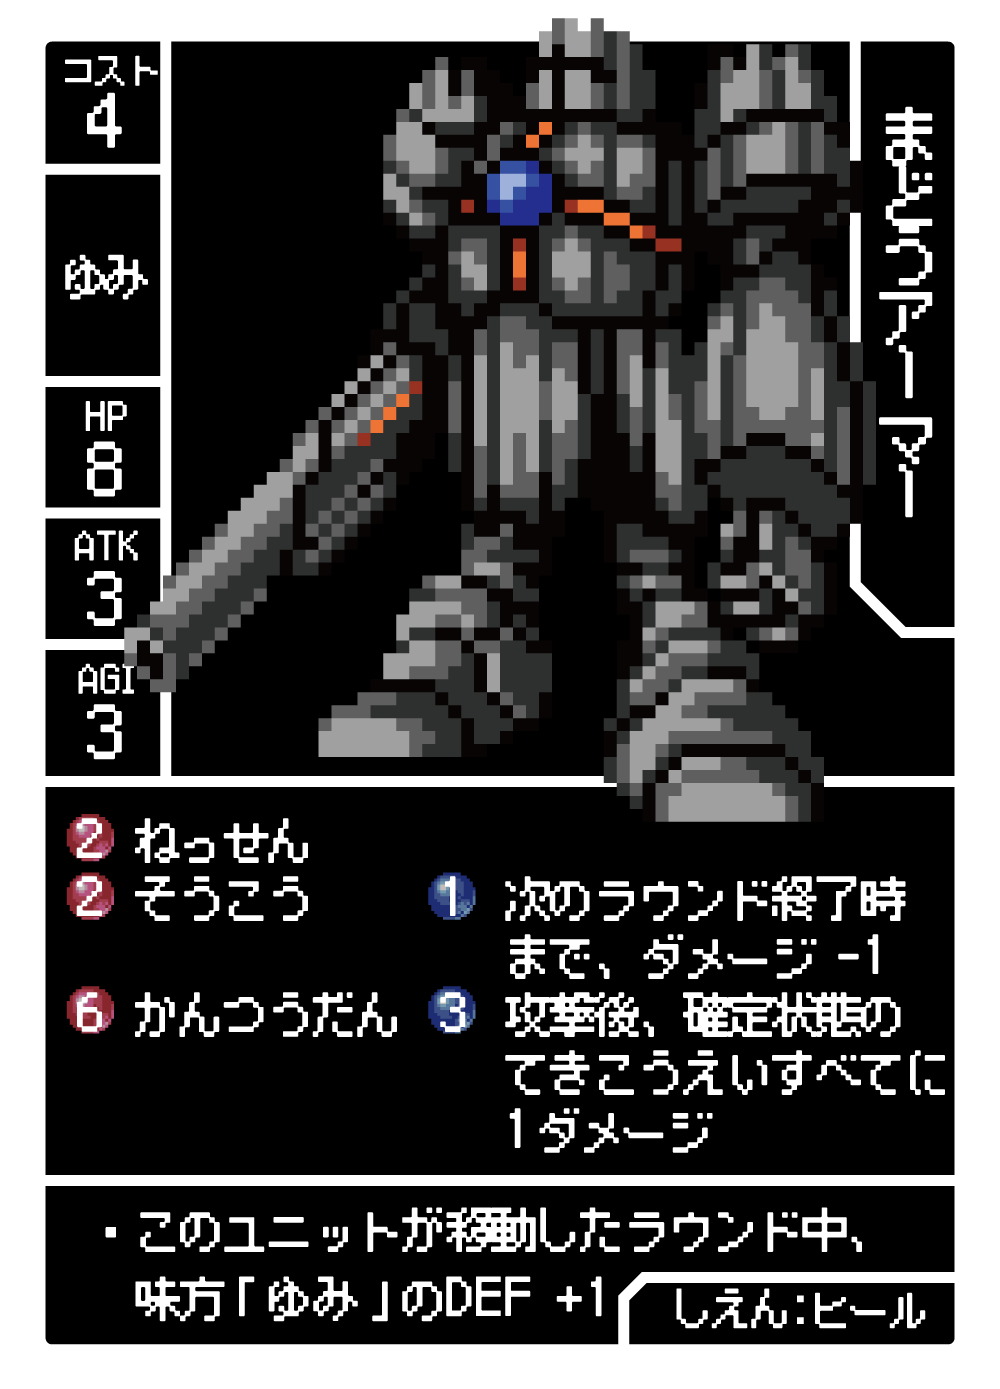 コスト
4
ゆみ
HP
8
ATK
3
AGI
3
まどうアーマー
2 ねっせん
2 そうこう 1 次のラウンド終了時
まで、ダメージ -1
6 かんつうだん 3 攻撃後、確定状態の
てきこうえいすべてに
1ダメージ
・このユニットが移動したラウンド中、
味方「ゆみ」のDEF +1
しえん:ヒール